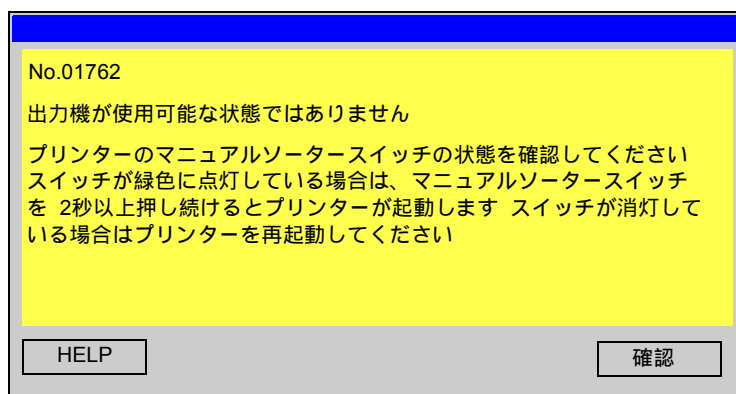 No.01762
出力機が使用可能な状態ではありません
プリンターのマニュアルソータースイッチの状態を確認してください
スイッチが緑色に点灯している場合は、マニュアルソータースイッチ
を 2秒以上押し続けるとプリンターが起動します スイッチが消灯して
いる場合はプリンターを再起動してください
HELP
確認